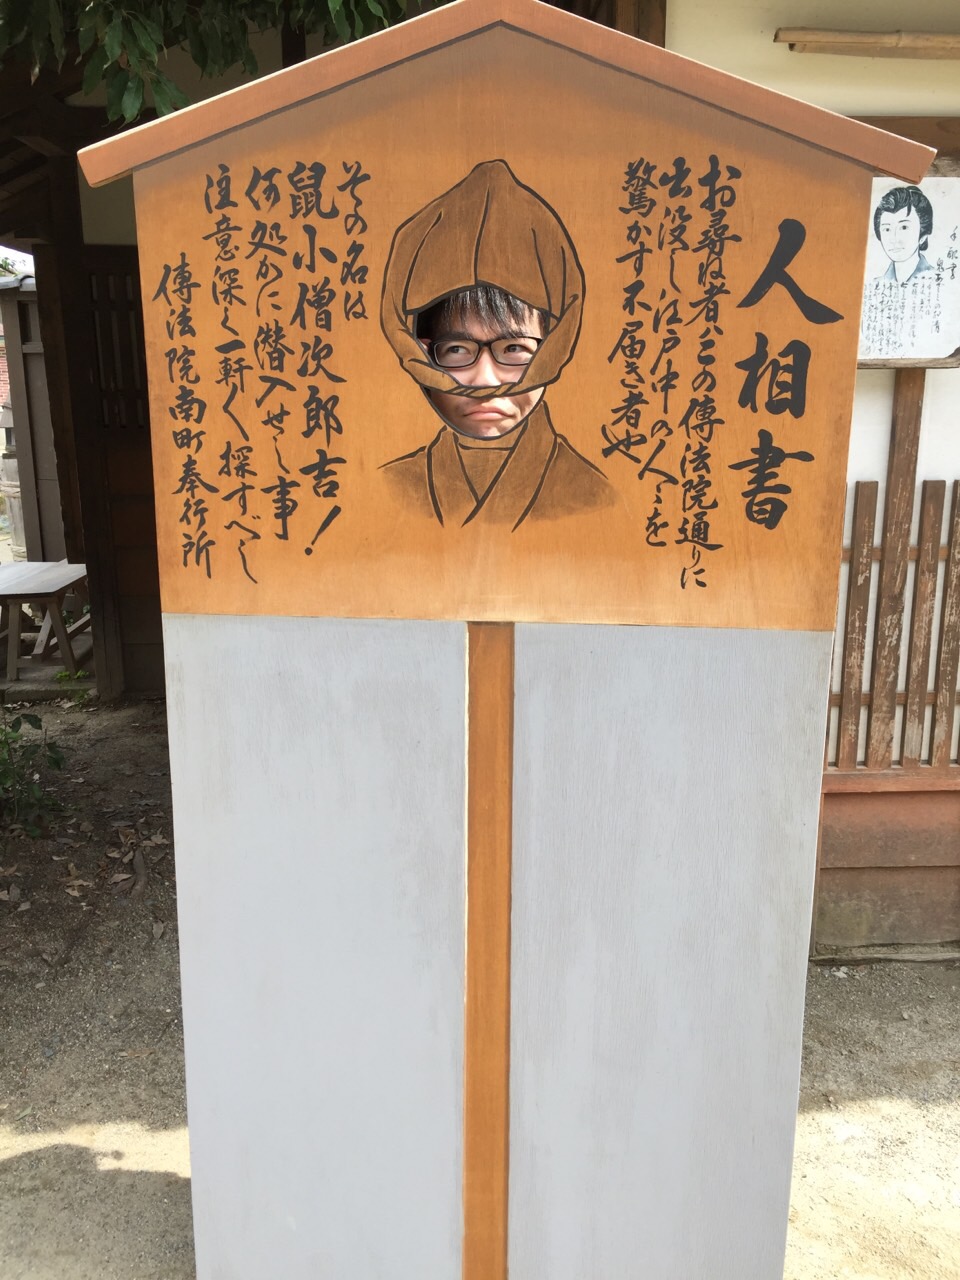 人相書
お尋ね者ハこの傳法院通りに
出没し江戸中の人々を
驚かす不届き者也
その名は
鼠小僧次郎吉！
何処かに潜入せし事
注意深く一軒く探すべし
傳法院南町奉行所